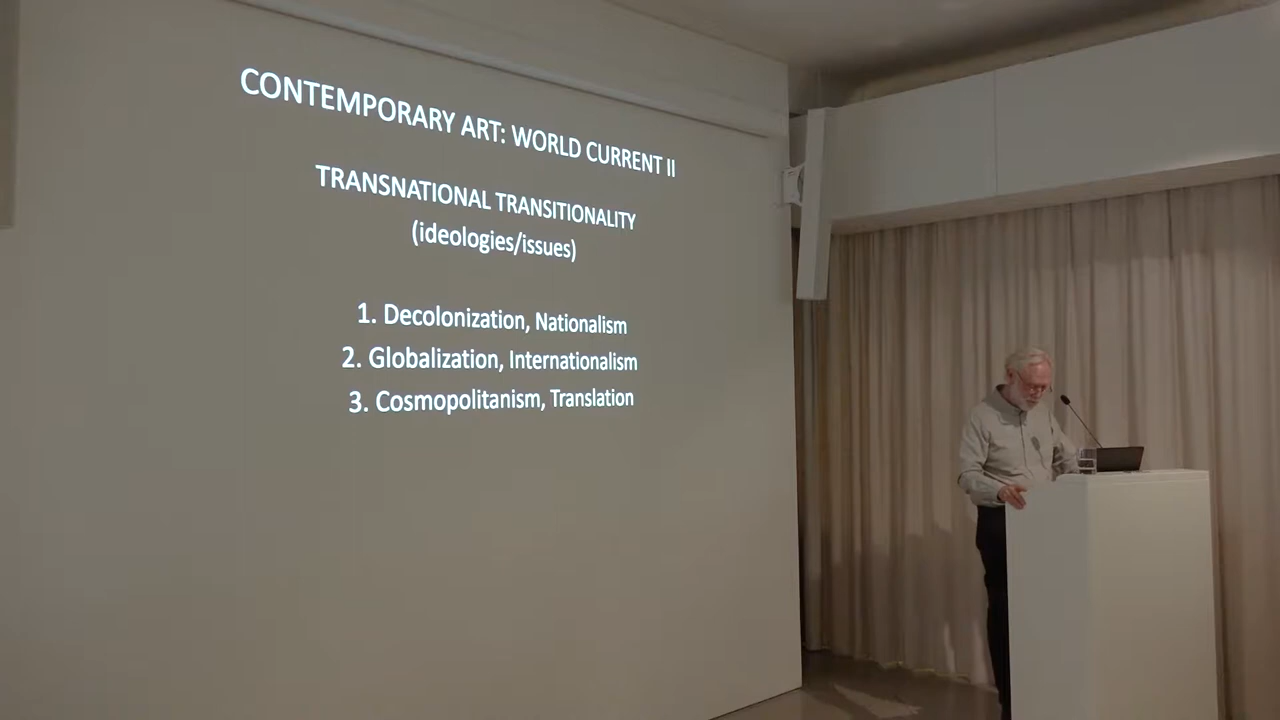 CONTEMPORARY ART: WORLD CURRENT II
TRANSNATIONAL TRANSITIONALITY
(ideologies/issues)
1. Decolonization, Nationalism
2. Globalization, Internationalism
3. Cosmopolitanism, Translation